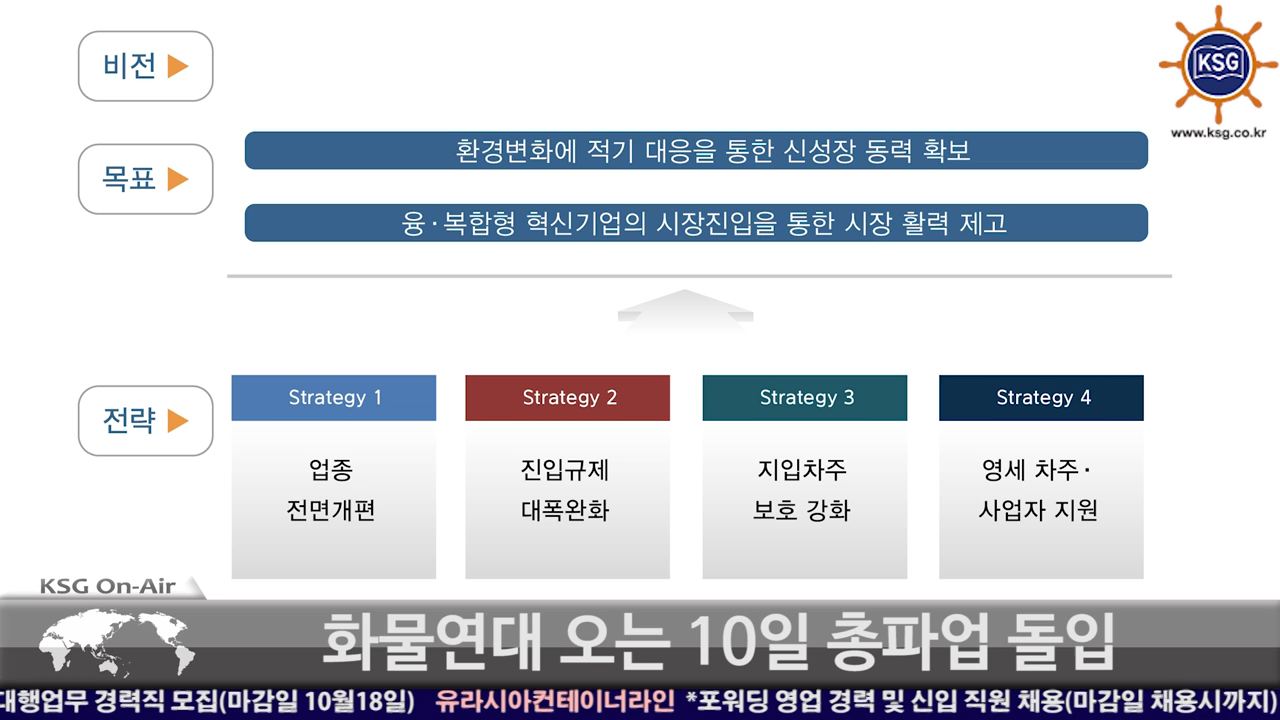 비전
KSG
www.ksg.co.kr
목표
환경변화에 적기 대응을 통한 신성장 동력 확보
융·복합형 혁신기업의 시장진입을 통한 시장 활력 제고
전략
Strategy 1
업종
전면개편
Strategy 2
진입규제
대폭완화
Strategy 3
지입차주
보호 강화
Strategy 4
영세 차주·
사업자 지원
KSG On-Air
화물연대 오는 10일 총파업 돌입
대행업무 경력직 모집(마감일 10월18일) 유라시아컨테이너라인 *포워딩 영업 경력 및 신입 직원 채용(마감일 채용시까지)